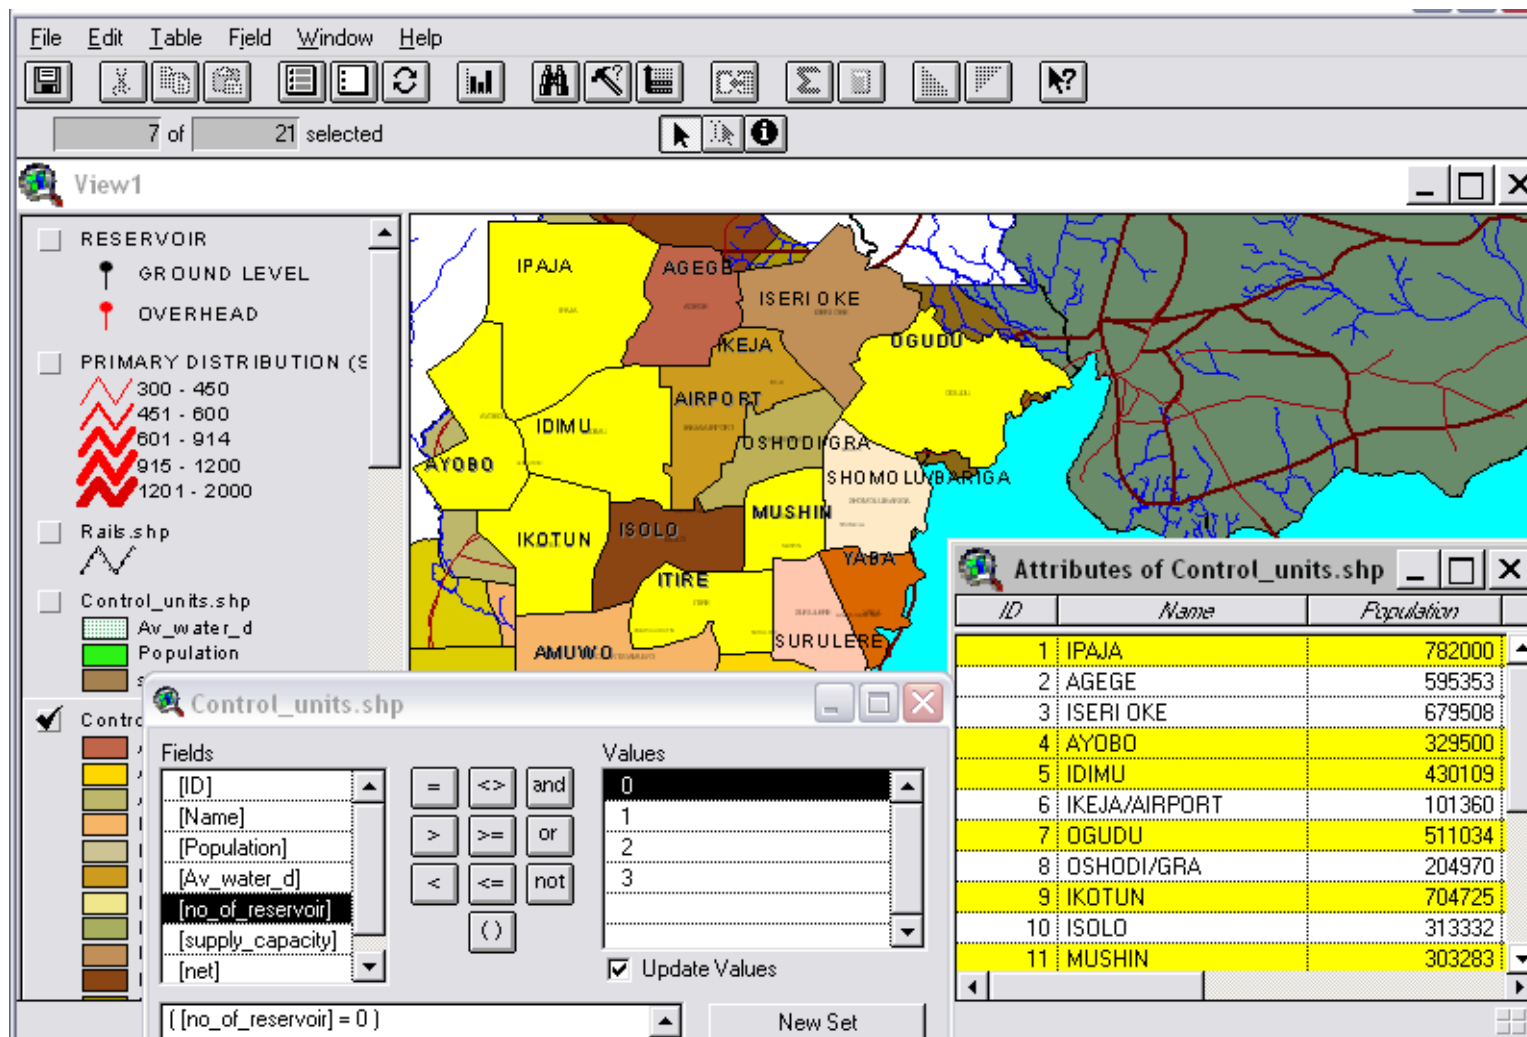 File Edit Table Field Window Help
7 of 21 selected
View1
RESERVOIR
GROUND LEVEL
OVERHEAD
PRIMARY DISTRIBUTION (S
300 - 450
451 - 600
601 - 914
915 - 1200
1201 - 2000
Rails.shp
Control_units.shp
Av_water_d
Population
s
Contro
IPAJA
AGEGE
ISERI OKE
IKEJA
OGUDU
AIRPORT
IDIMU
OSHODI/GRA
AYOBO
SHOMOLU/BARIGA
MUSHIN
ISOLO
IKOTUN
YABA
ITIRE
SURULERE
AMUWO
Attributes of Control_units.shp
ID Name Population
1 IPAJA 782000
2 AGEGE 595353
3 ISERI OKE 679508
4 AYOBO 329500
5 IDIMU 430109
6 IKEJA/AIRPORT 101360
7 OGUDU 511034
8 OSHODI/GRA 204970
9 IKOTUN 704725
10 ISOLO 313332
11 MUSHIN 303283
Control_units.shp
Fields
[ID]
[Name]
[Population]
[Av_water_d]
[no_of_reservoir]
[supply_capacity]
[net]
= <> and
> >= or
< <= not
( )
Values
0
1
2
3
Update Values
( [no_of_reservoir] = 0 )
New Set